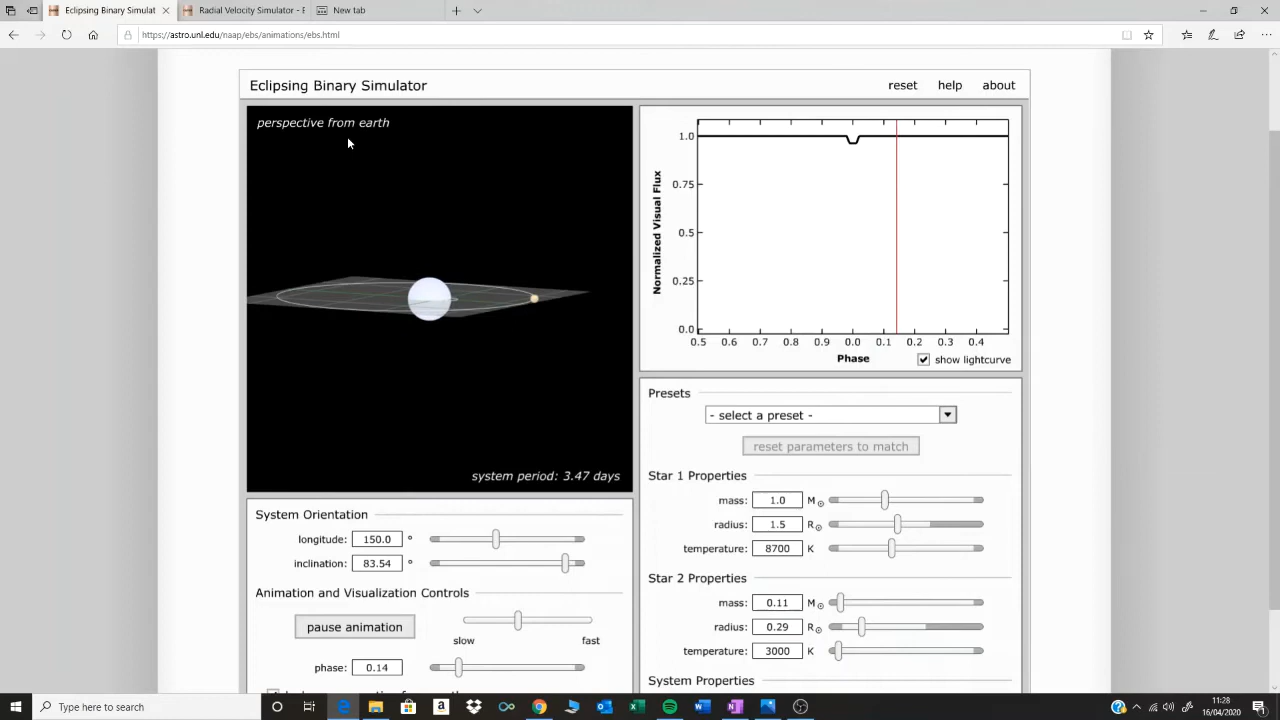 Eclipsing Binary Simulat
Radial Velocity Simulator - E
New tab
https://astro.unl.edu/naap/ebs/animations/ebs.html
Eclipsing Binary Simulator
reset help about
perspective from earth
system period: 3.47 days
1.0
0.75
0.5
0.25
0.0
Normalized Visual Flux
0.5 0.6 0.7 0.8 0.9 0.0 0.1 0.2 0.3 0.4
Phase
show lightcurve
Presets
- select a preset -
reset parameters to match
Star 1 Properties
mass: 1.0 M⊙
radius: 1.5 R⊙
temperature: 8700 K
Star 2 Properties
mass: 0.11 M⊙
radius: 0.29 R⊙
temperature: 3000 K
System Properties
System Orientation
longitude: 150.0 °
inclination: 83.54 °
Animation and Visualization Controls
pause animation
slow fast
phase: 0.14
Type here to search
11:28
16/04/2020